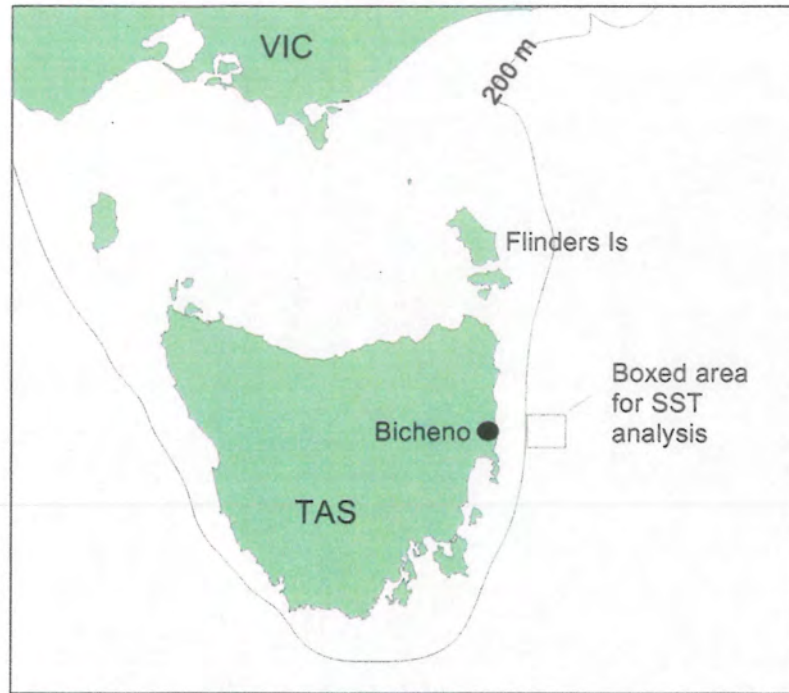 VIC
200 m
Flinders Is
Boxed area
for SST
analysis
Bicheno
TAS